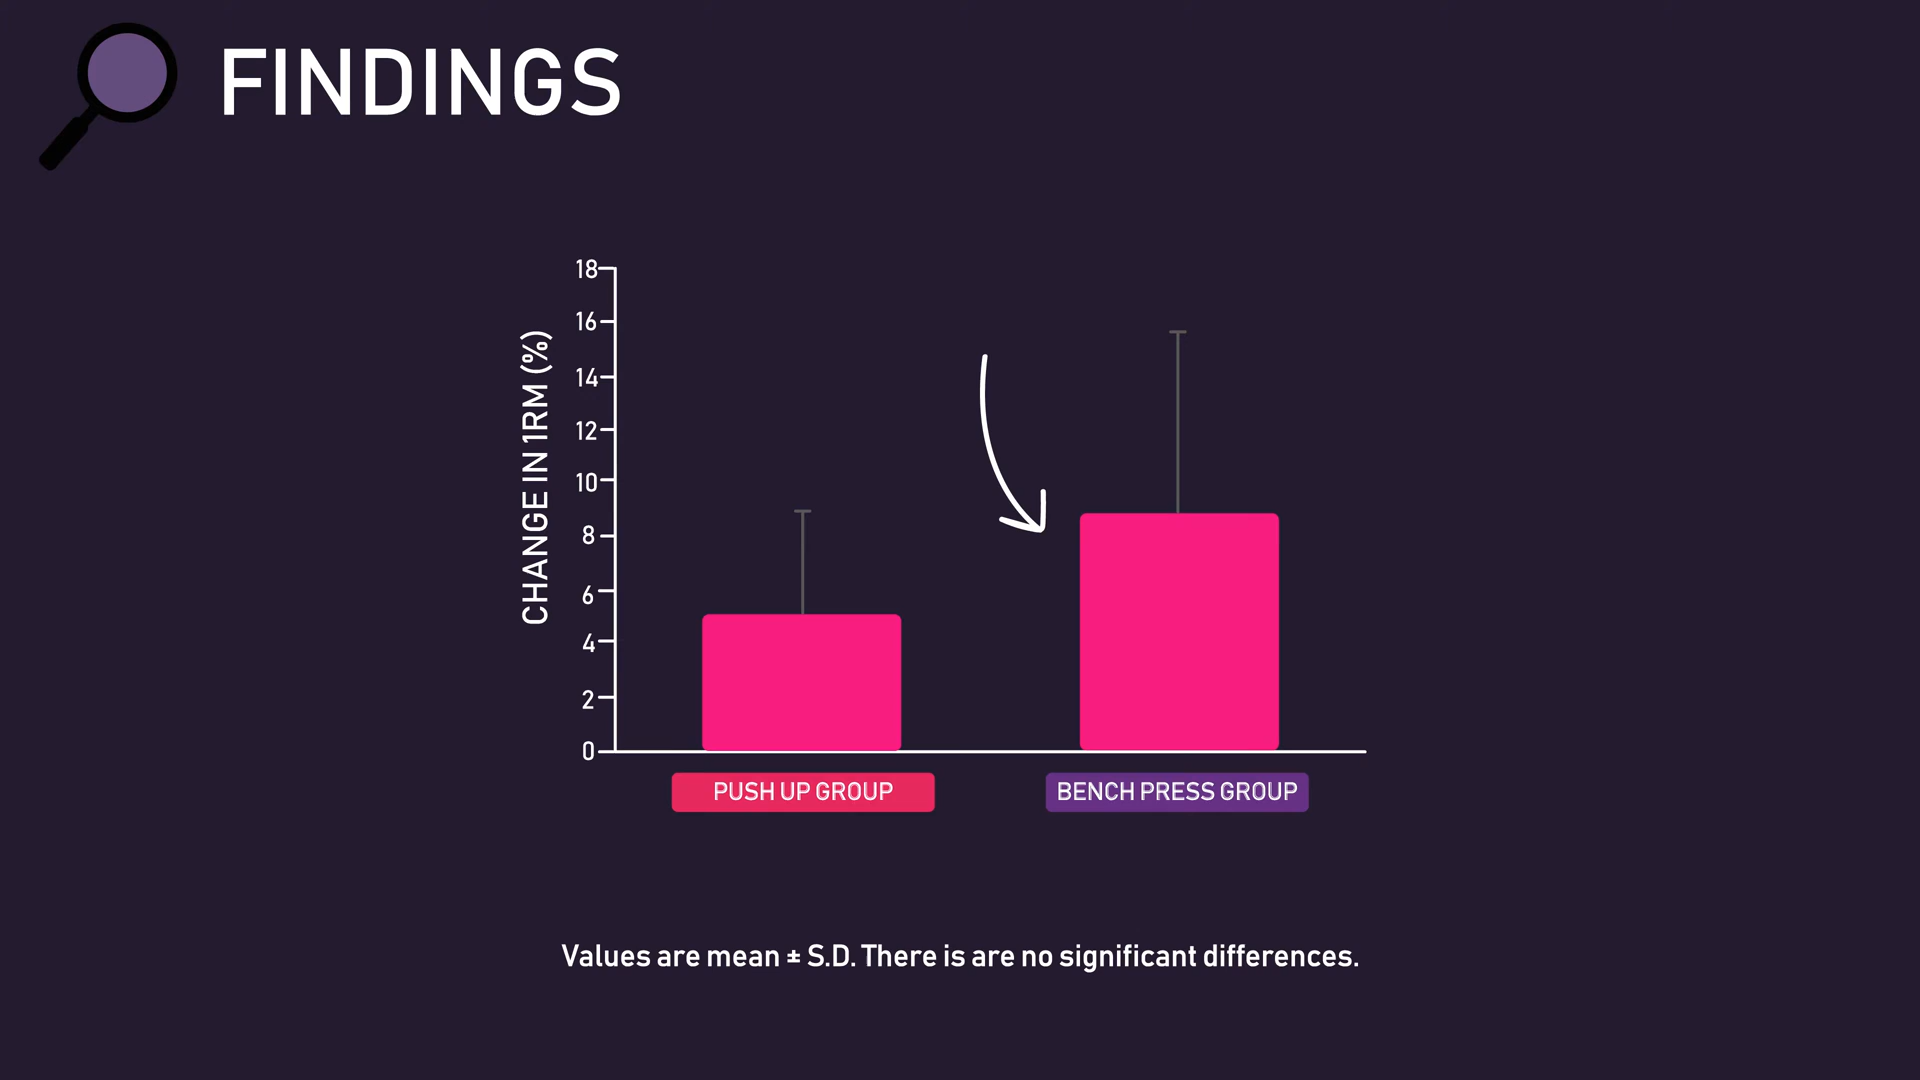 FINDINGS
CHANGE IN 1RM (%)
18
16
14
12
10
8
6
4
2
0
PUSH UP GROUP
BENCH PRESS GROUP
Values are mean ± S.D. There is are no significant differences.